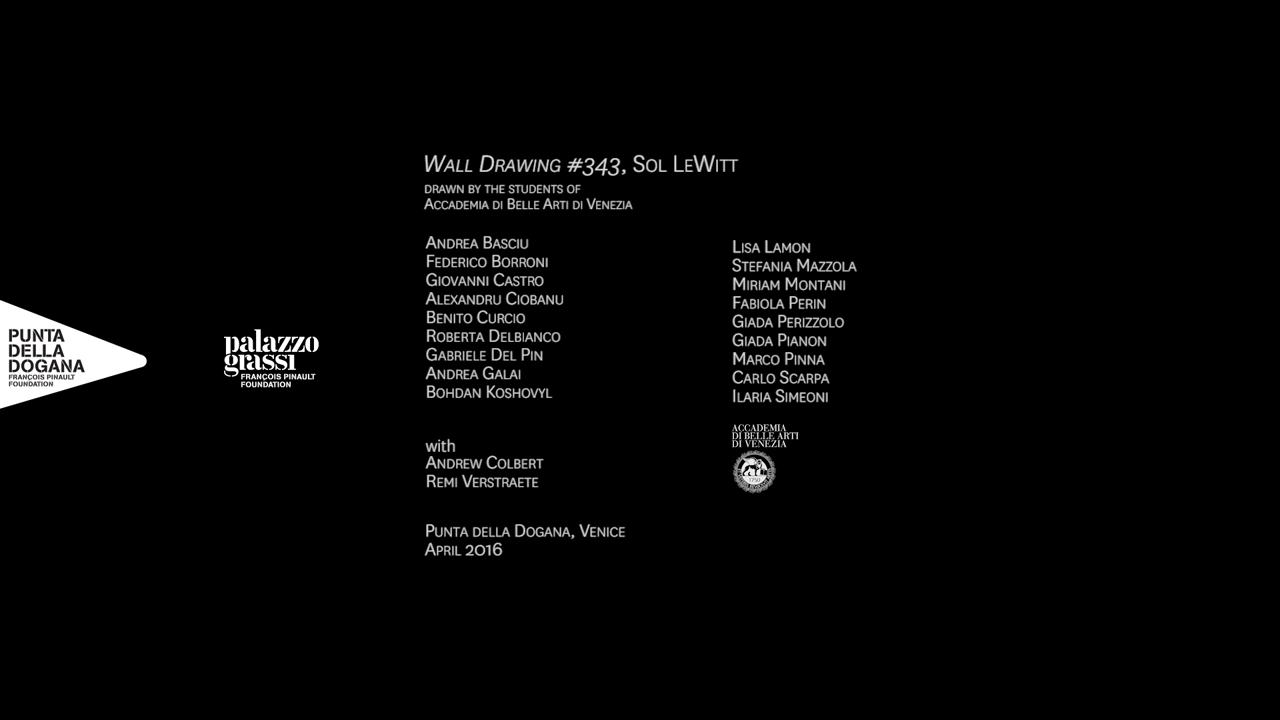 WALL DRAWING #343, SOL LEWITT
DRAWN BY THE STUDENTS OF
ACCADEMIA DI BELLE ARTI DI VENEZIA
ANDREA BASCIU
FEDERICO BORRONI
GIOVANNI CASTRO
ALEXANDRU CIOBANU
BENITO CURCIO
ROBERTA DELBIANCO
GABRIELE DEL PIN
ANDREA GALAI
BOHDAN KOSHOVYL
LISA LAMON
STEFANIA MAZZOLA
MIRIAM MONTANI
FABIOLA PERIN
GIADA PERIZZOLO
GIADA PIANON
MARCO PINNA
CARLO SCARPA
ILARIA SIMEONI
PUNTA
DELLA
DOGANA
FRANÇOIS PINAULT
FOUNDATION
palazzo
grassi
FRANÇOIS PINAULT
FOUNDATION
with
ANDREW COLBERT
REMI VERSTRAETE
ACCADEMIA
DI BELLE ARTI
DI VENEZIA
1750
PUNTA DELLA DOGANA, VENICE
APRIL 2016